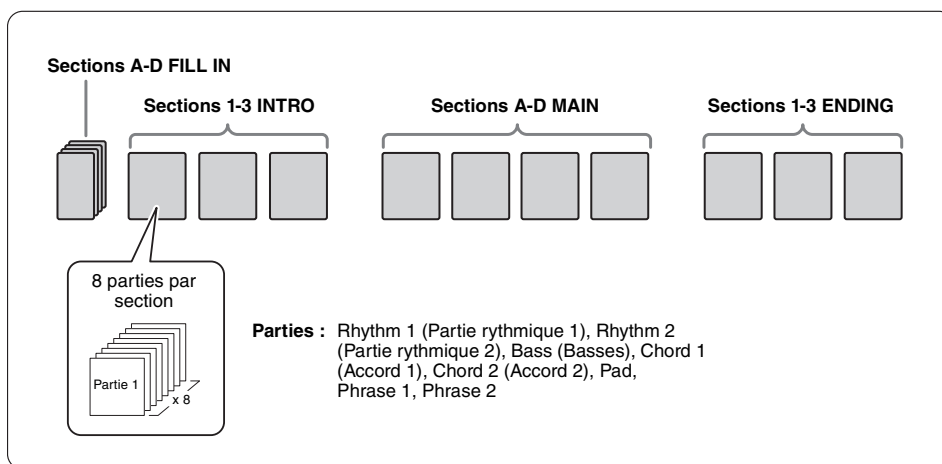 Sections A-D FILL IN
Sections 1-3 INTRO
Sections A-D MAIN
Sections 1-3 ENDING
8 parties par
section
Partie 1
x 8
Parties : Rhythm 1 (Partie rythmique 1), Rhythm 2
(Partie rythmique 2), Bass (Basses), Chord 1
(Accord 1), Chord 2 (Accord 2), Pad,
Phrase 1, Phrase 2